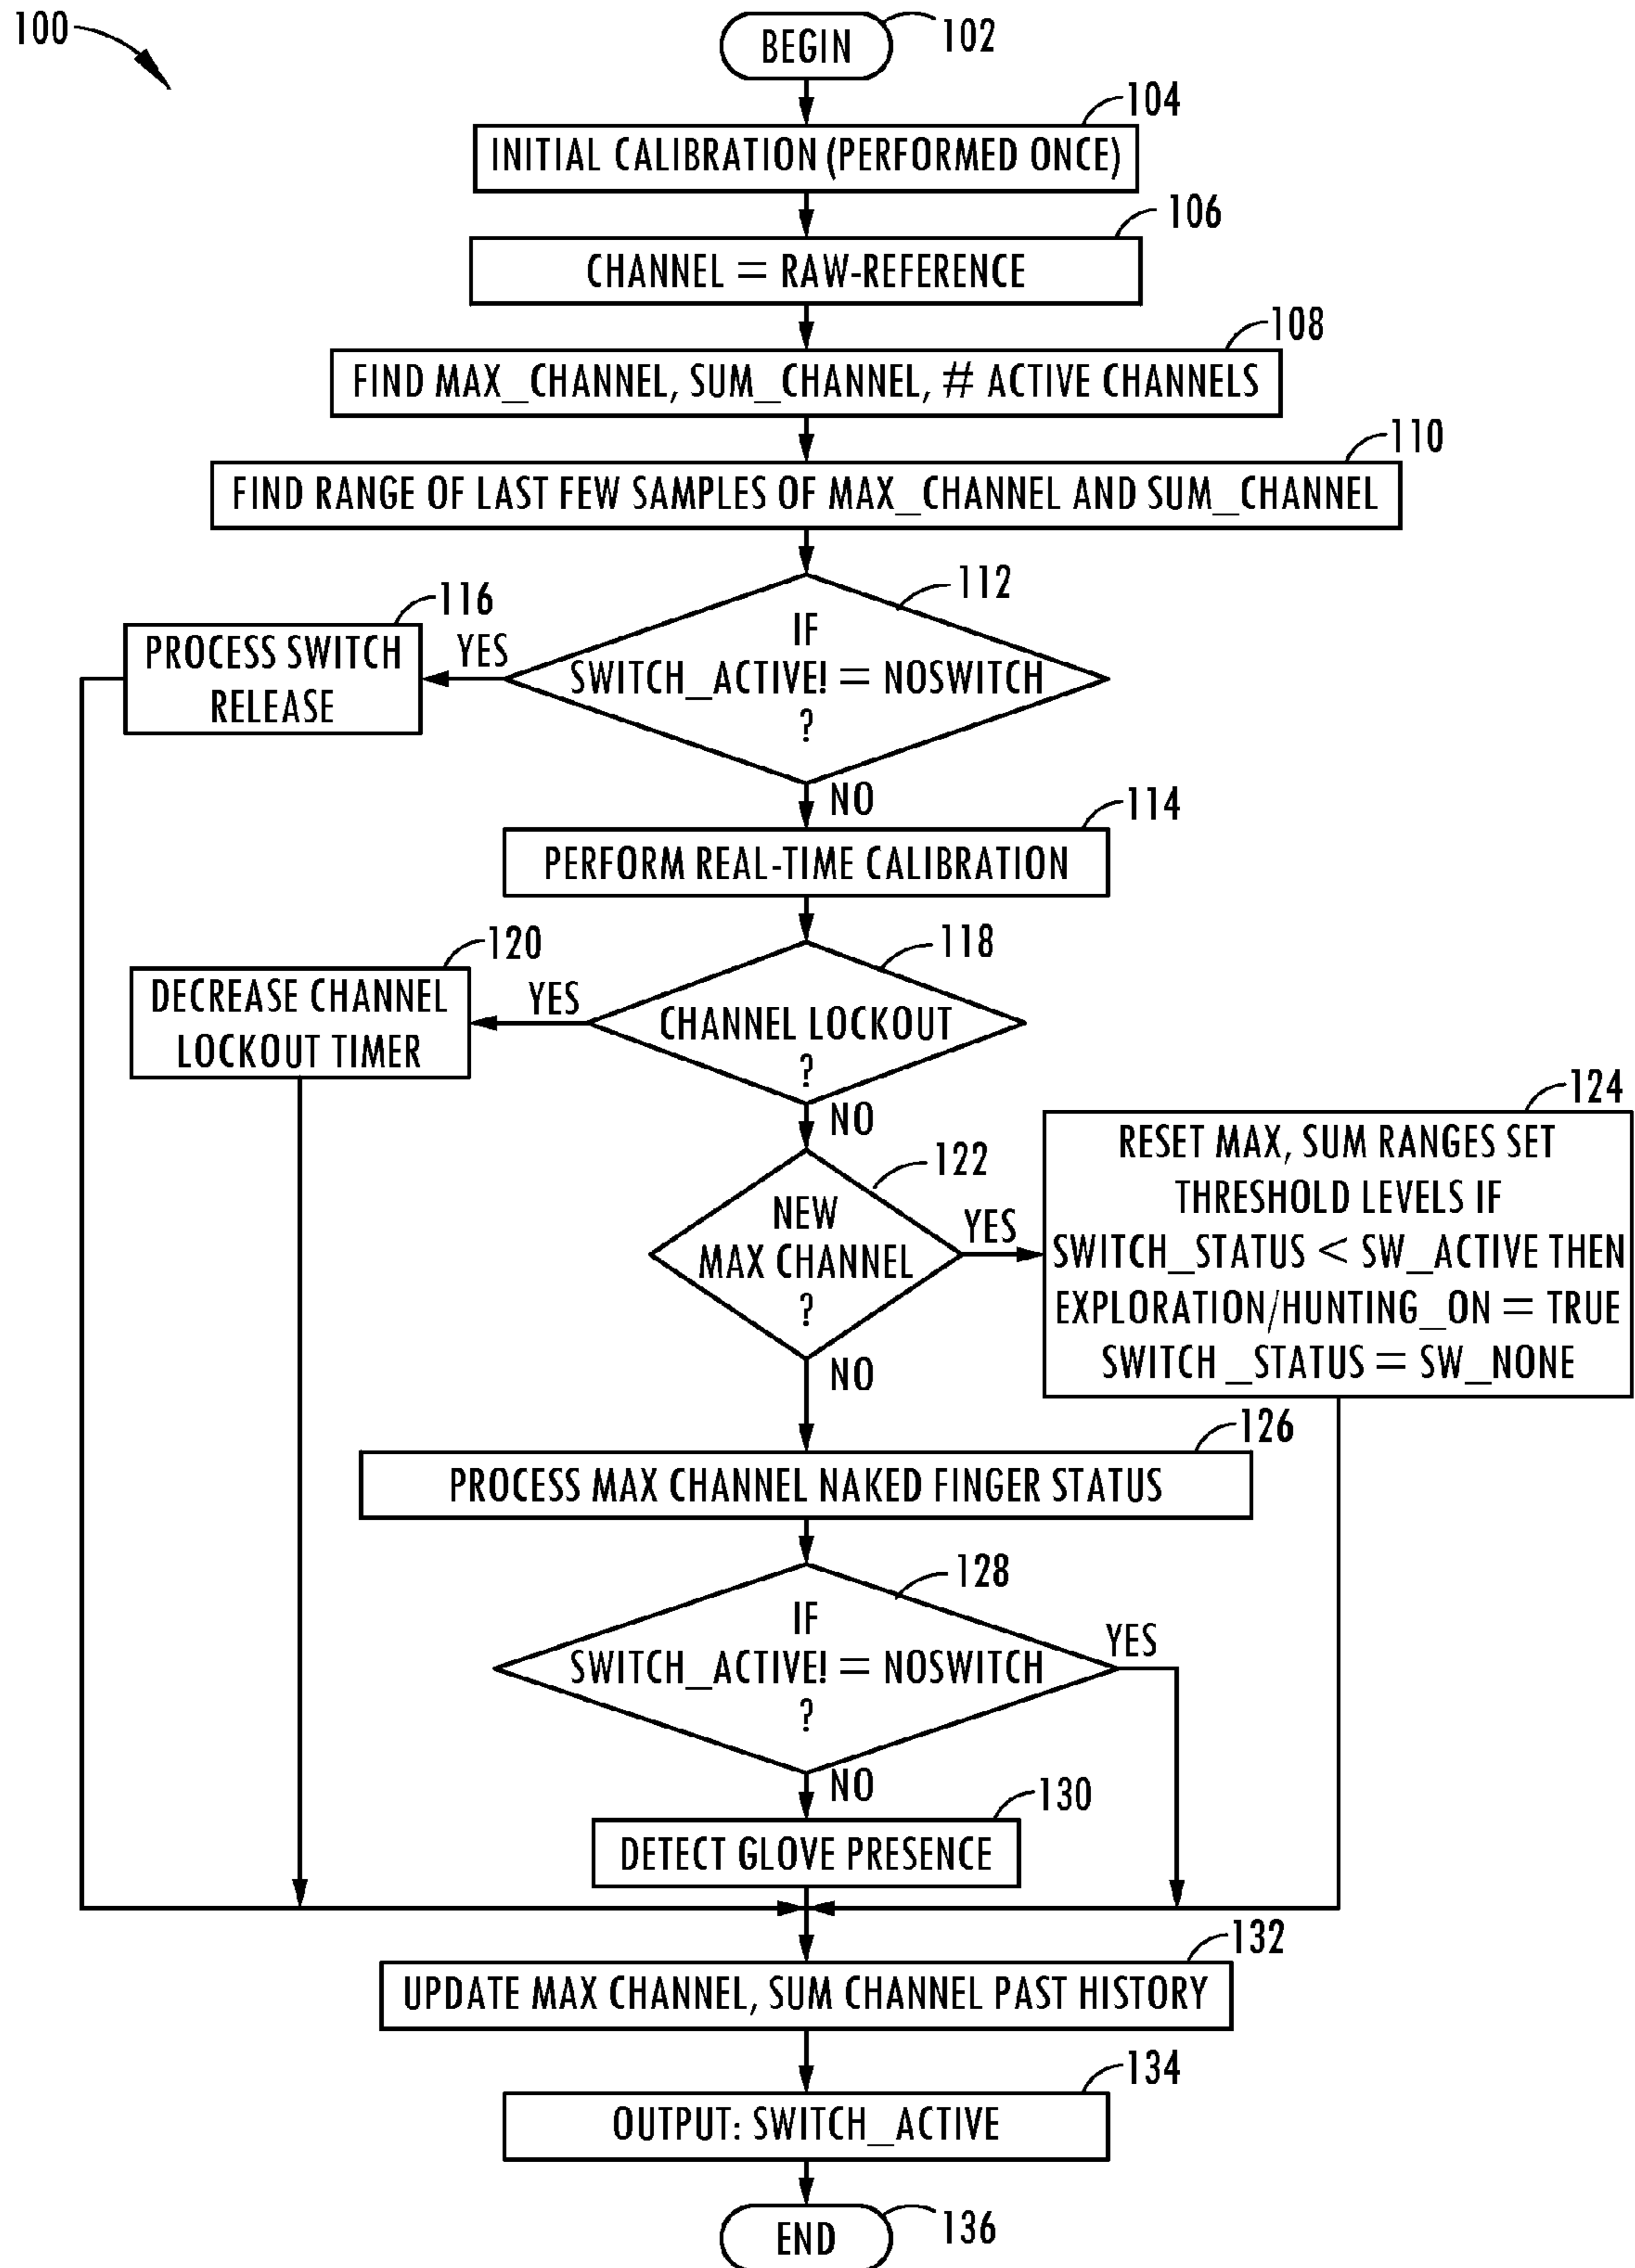 100
BEGIN
102
104
INITIAL CALIBRATION (PERFORMED ONCE)
106
CHANNEL = RAW-REFERENCE
108
FIND MAX_CHANNEL, SUM_CHANNEL, # ACTIVE CHANNELS
110
FIND RANGE OF LAST FEW SAMPLES OF MAX_CHANNEL AND SUM_CHANNEL
112
IF
SWITCH_ACTIVE! = NOSWITCH
?
YES
116
PROCESS SWITCH
RELEASE
NO
114
PERFORM REAL-TIME CALIBRATION
118
CHANNEL LOCKOUT
?
YES
120
DECREASE CHANNEL
LOCKOUT TIMER
NO
122
NEW
MAX CHANNEL
?
YES
124
RESET MAX, SUM RANGES SET
THRESHOLD LEVELS IF
SWITCH_STATUS < SW_ACTIVE THEN
EXPLORATION/HUNTING_ON = TRUE
SWITCH _STATUS = SW_NONE
NO
126
PROCESS MAX CHANNEL NAKED FINGER STATUS
128
IF
SWITCH_ACTIVE! = NOSWITCH
?
YES
NO
130
DETECT GLOVE PRESENCE
132
UPDATE MAX CHANNEL, SUM CHANNEL PAST HISTORY
134
OUTPUT: SWITCH_ACTIVE
END
136